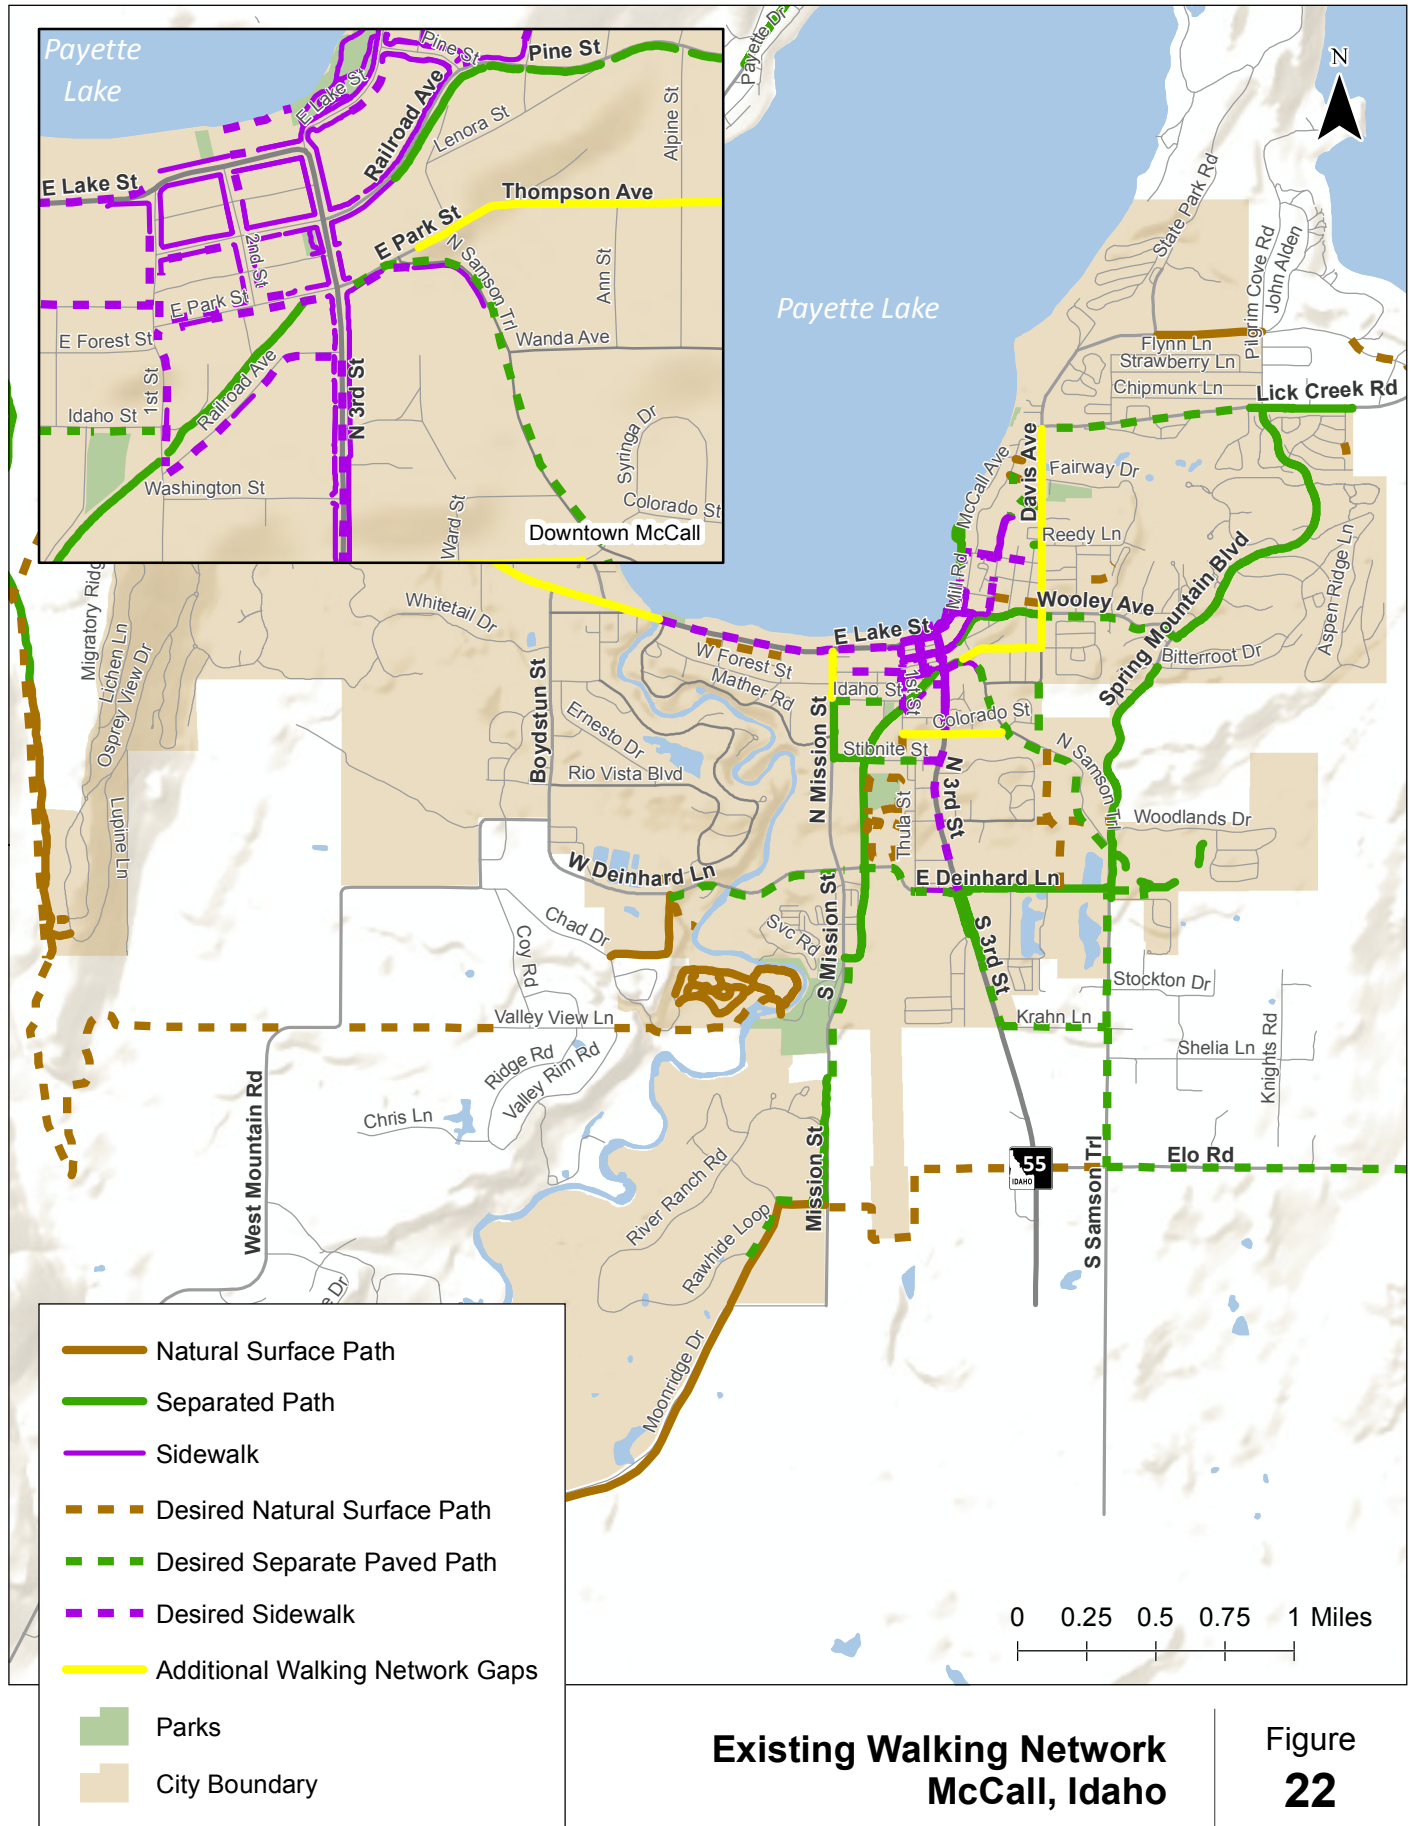 Payette
Lake
Pine St
Pine St
E Lake St
Railroad Ave
Lenora St
Alpine St
E Lake St
Thompson Ave
E Park St
N Samson Trl
2nd St
Ann St
E Park St
E Forest St
Wanda Ave
1st St
Railroad Ave
N 3rd St
Idaho St
Syringa Dr
Washington St
Ward St
Colorado St
Downtown McCall
Payette Dr
N
State Park Rd
Pilgrim Cove Rd
John Alden
Payette Lake
Flynn Ln
Strawberry Ln
Chipmunk Ln
Lick Creek Rd
Davis Ave
McCall Ave
Fairway Dr
Reedy Ln
Mill Rd
Wooley Ave
Spring Mountain Blvd
Aspen Ridge Ln
Bitterroot Dr
Migratory Ridg
Lichen Ln
Osprey View Dr
Whitetail Dr
E Lake St
W Forest St
Mather Rd
Idaho St
1st St
Colorado St
Boydstun St
Ernesto Dr
Rio Vista Blvd
N Mission St
Stibnite St
N 3rd St
N Samson Trl
Thula St
Woodlands Dr
Lupine Ln
W Deinhard Ln
E Deinhard Ln
Chad Dr
Coy Rd
Svc Rd
S Mission St
S 3rd St
Stockton Dr
Valley View Ln
Krahn Ln
Ridge Rd
Valley Rim Rd
Shelia Ln
Knights Rd
West Mountain Rd
Chris Ln
Mission St
River Ranch Rd
Rawhide Loop
55
IDAHO
S Samson Trl
Elo Rd
e Dr
Moonridge Dr
Natural Surface Path
Separated Path
Sidewalk
Desired Natural Surface Path
Desired Separate Paved Path
Desired Sidewalk
Additional Walking Network Gaps
Parks
City Boundary
0 0.25 0.5 0.75 1 Miles
Existing Walking Network
McCall, Idaho
Figure
22